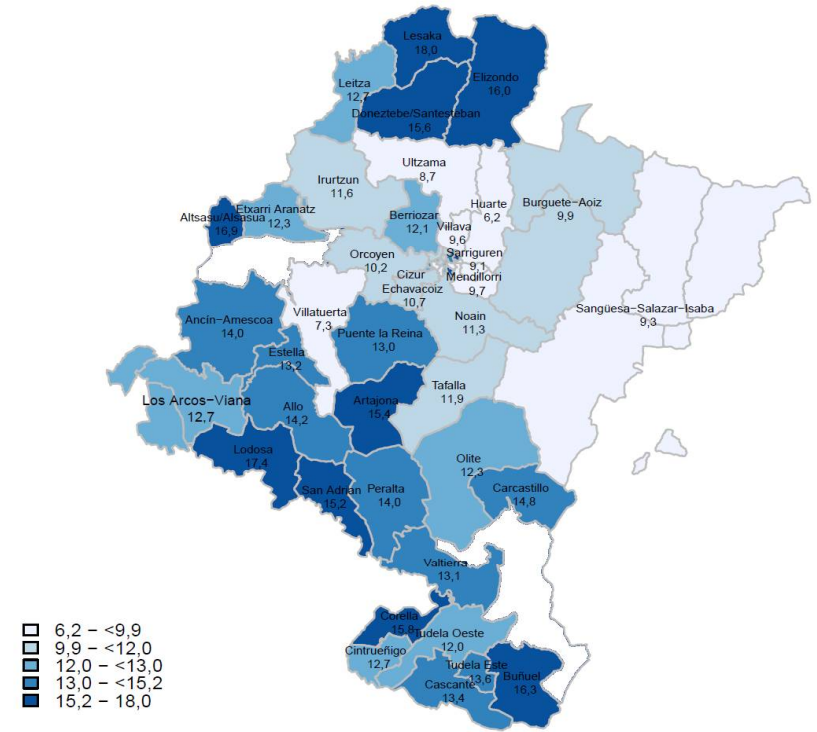 Lesaka
18,0
Elizondo
16,0
Leitza
12,7
Doneztebe/Santesteban
15,6
Ultzama
8,7
Irurtzun
11,6
Huarte
6,2
Burguete-Aoiz
9,9
Altsasu/Alsasua
16,9
Etxarri Aranatz
12,3
Berriozar
12,1
Villava
9,6
Sarriguren
9,1
Mendillorri
9,7
Orcoyen
10,2
Cizur
Echavacoiz
10,7
Noain
11,3
Sangüesa-Salazar-Isaba
9,3
Ancín-Amescoa
14,0
Villatuerta
7,3
Puente la Reina
13,0
Estella
13,2
Tafalla
11,9
Los Arcos-Viana
12,7
Allo
14,2
Artajona
15,4
Lodosa
17,4
San Adrián
15,2
Peralta
14,0
Olite
12,3
Carcastillo
14,8
Valtierra
13,1
Corella
15,8
Tudela Oeste
12,0
Cintrueñigo
12,7
Tudela Este
13,6
Cascante
13,4
Buñuel
16,3
6,2 – <9,9
9,9 – <12,0
12,0 – <13,0
13,0 – <15,2
15,2 – 18,0